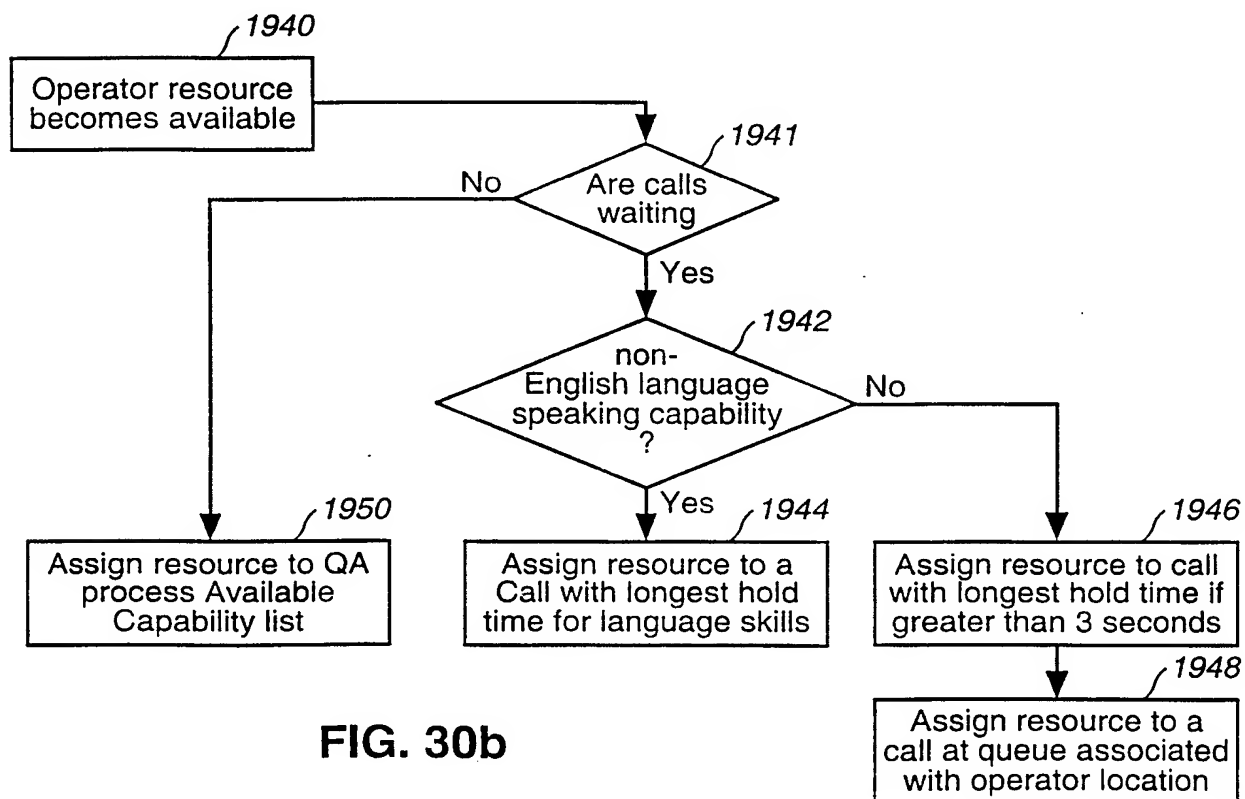 1940
Operator resource
becomes available
1941
Are calls
waiting
No
Yes
1942
non-
English language
speaking capability
?
No
Yes
1950
Assign resource to QA
process Available
Capability list
1944
Assign resource to a
Call with longest hold
time for language skills
1946
Assign resource to call
with longest hold time if
greater than 3 seconds
1948
Assign resource to a
call at queue associated
with operator location
FIG. 30b